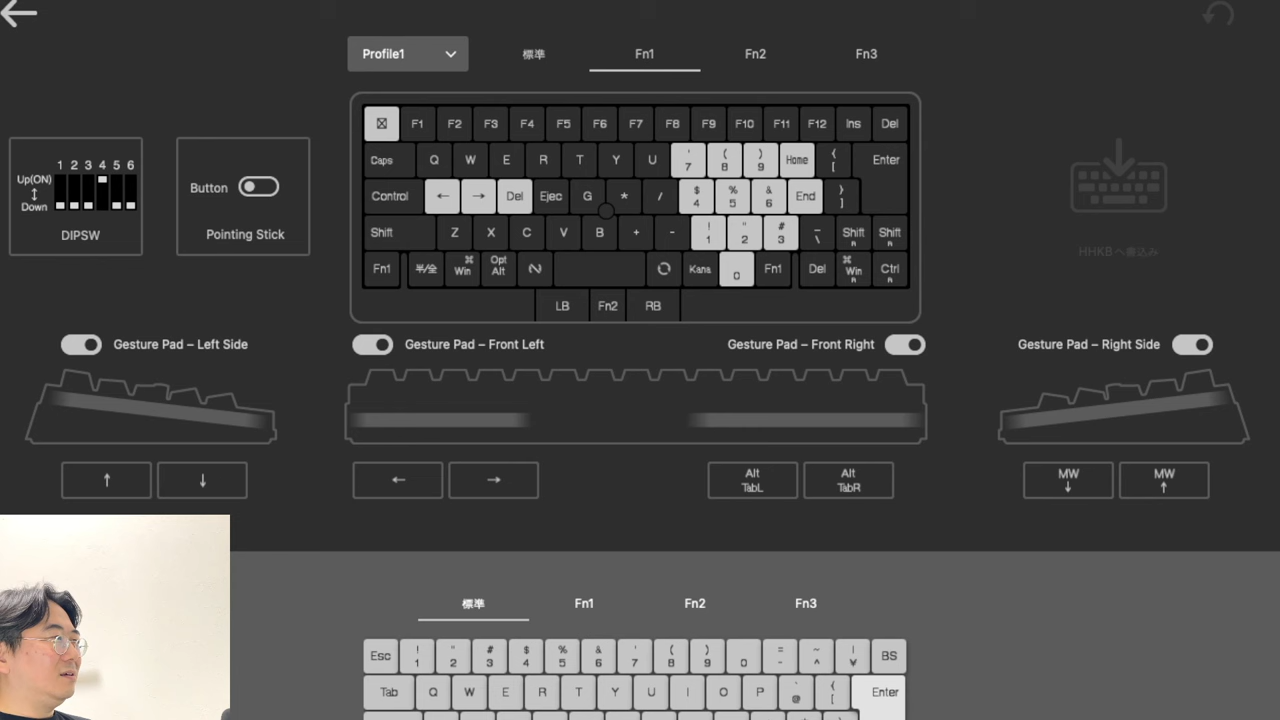 Profile1 標準 Fn1 Fn2 Fn3
F1 F2 F3 F4 F5 F6 F7 F8 F9 F10 F11 F12 Ins Del
Caps Q W E R T Y U ' 7 ( 8 ) 9 Home { [ Enter
Control ← → Del Ejec G * / $ 4 % 5 & 6 End } ]
Shift Z X C V B + - ! 1 " 2 # 3 _ \ Shift R Shift R
Fn1 半/全 ⌘ Win Opt Alt Kana 0 Fn1 Del ⌘ Win R Ctrl R
LB Fn2 RB
1 2 3 4 5 6
Up(ON)
↕
Down
DIPSW
Button
Pointing Stick
HHKBへ書込み
Gesture Pad – Left Side
Gesture Pad – Front Left
Gesture Pad – Front Right
Gesture Pad – Right Side
↑ ↓ ← → Alt TabL Alt TabR MW ↓ MW ↑
標準 Fn1 Fn2 Fn3
Esc ! 1 " 2 # 3 $ 4 % 5 & 6 ' 7 ( 8 ) 9 0 = - ~ ^ | ¥ BS
Tab Q W E R T Y U I O P ` @ { [ Enter